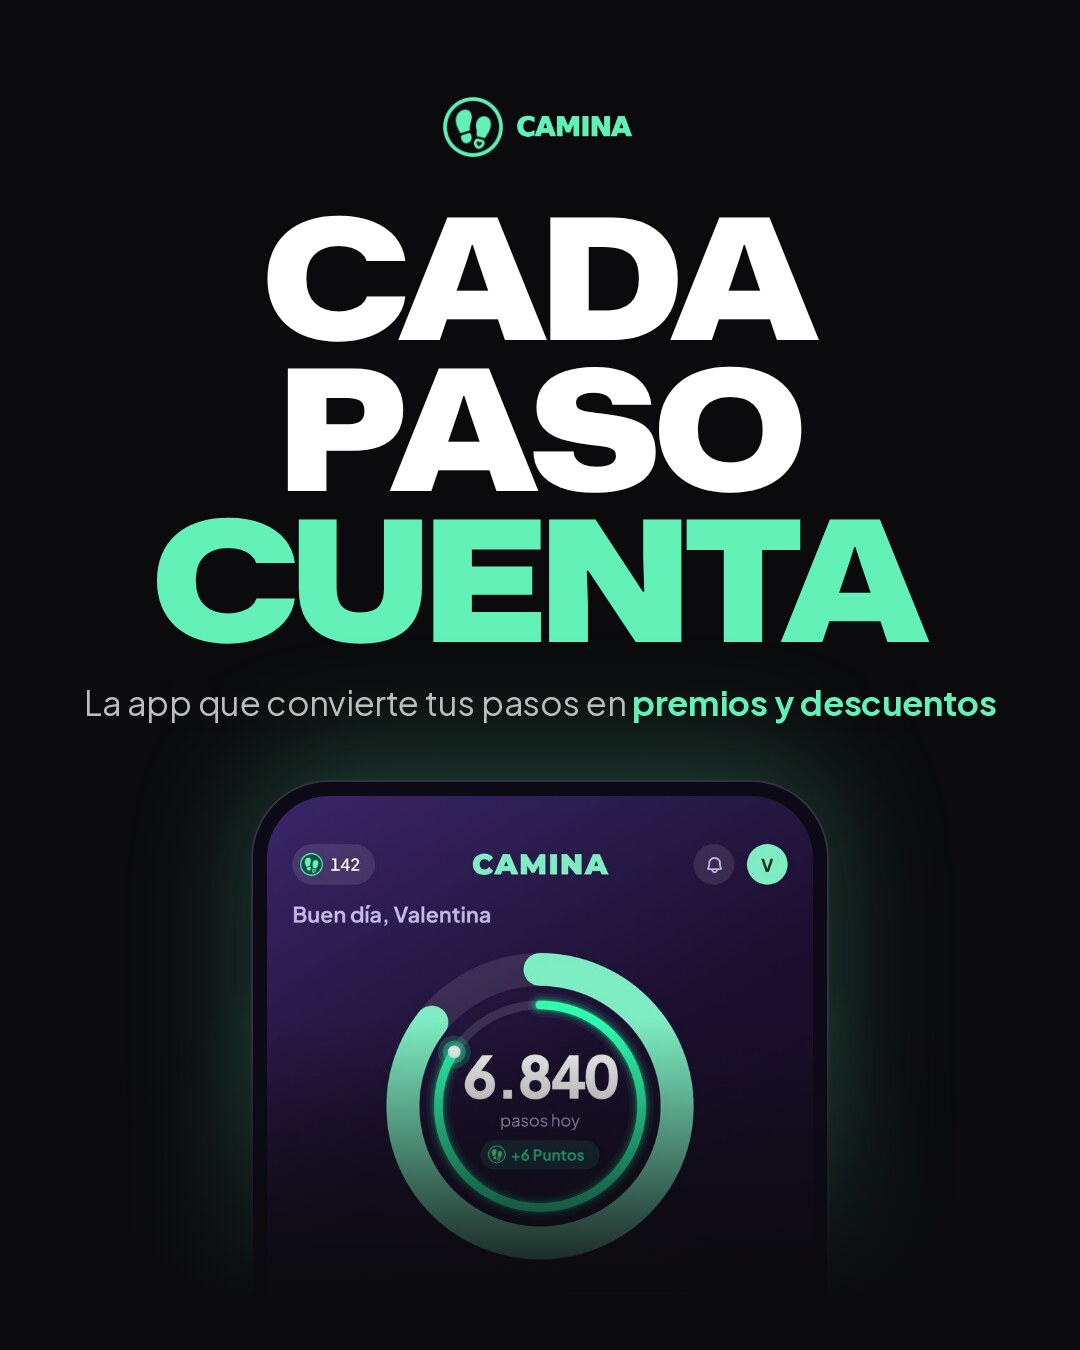 CAMINA
CADA
PASO
CUENTA
La app que convierte tus pasos en premios y descuentos
142
CAMINA
V
Buen día, Valentina
6.840
pasos hoy
+6 Puntos